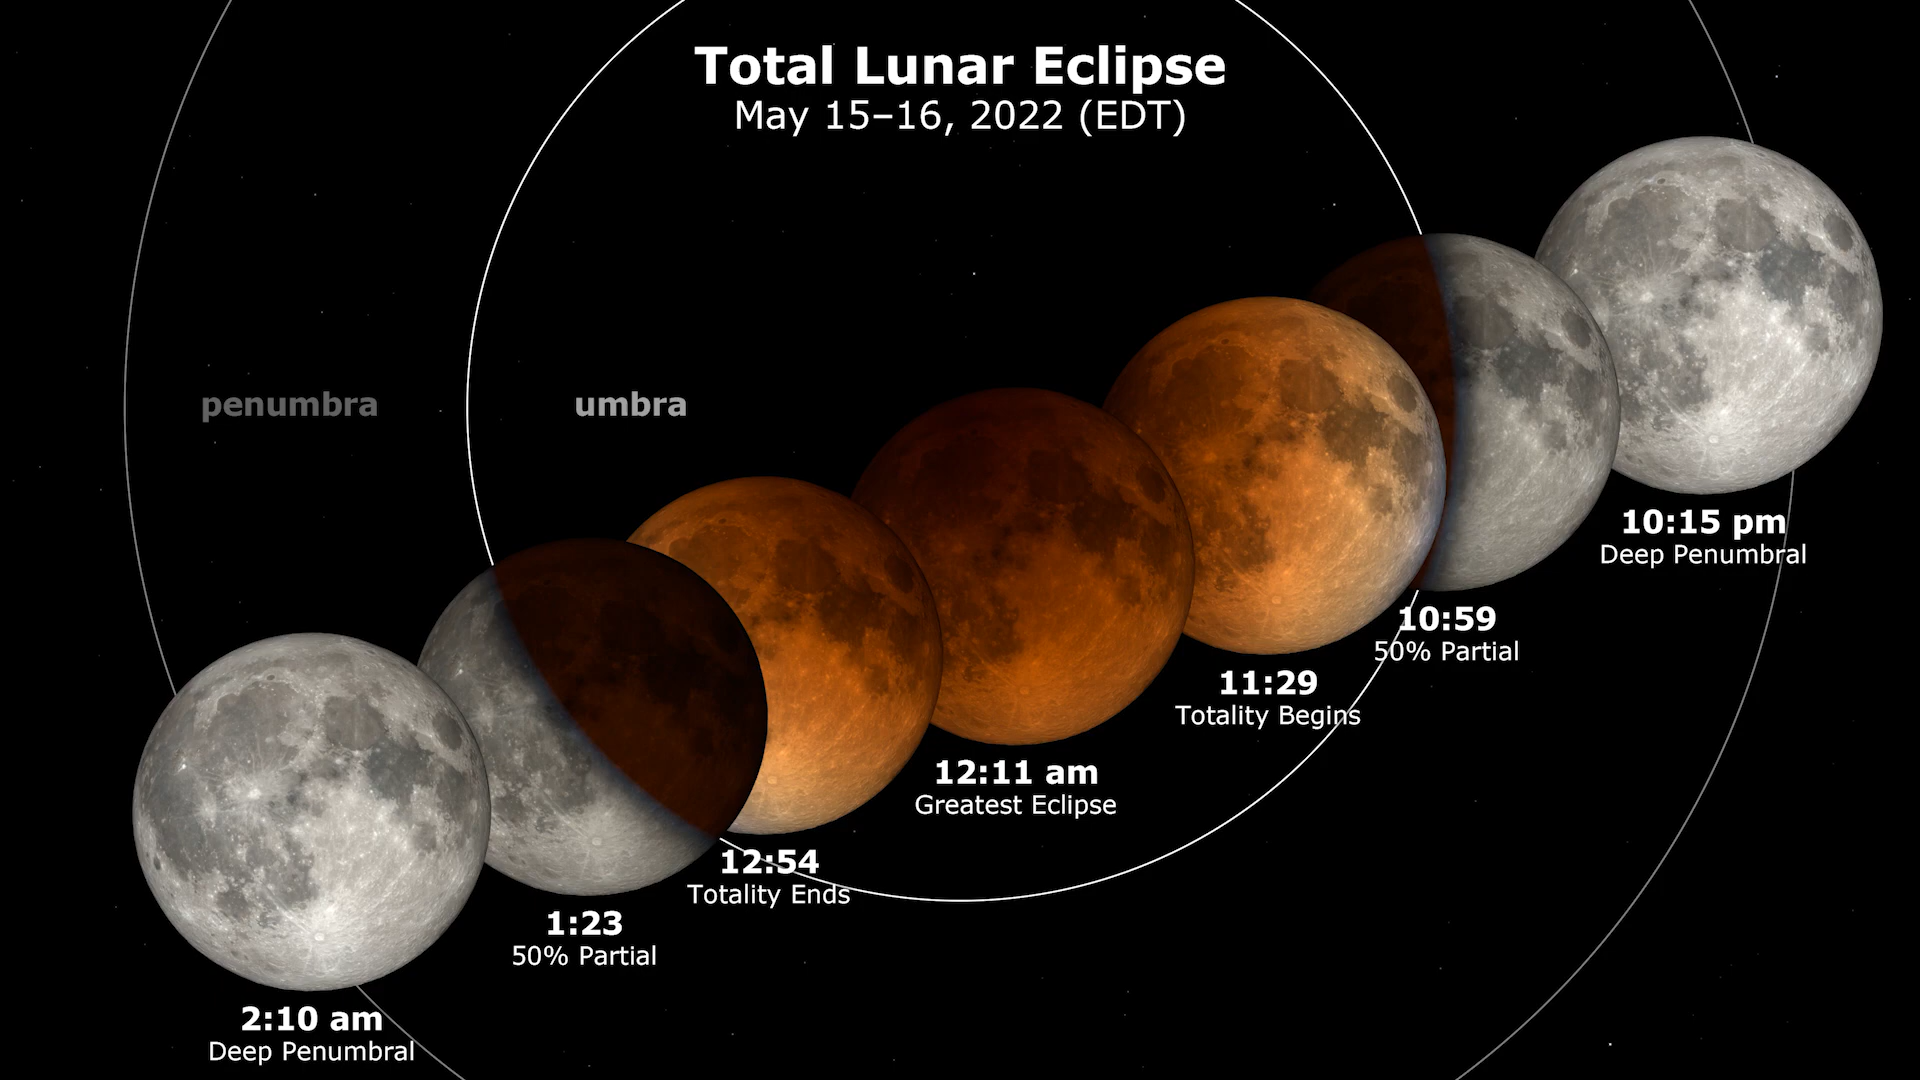 Total Lunar Eclipse
May 15–16, 2022 (EDT)
penumbra
umbra
10:15 pm
Deep Penumbral
10:59
50% Partial
11:29
Totality Begins
12:11 am
Greatest Eclipse
12:54
Totality Ends
1:23
50% Partial
2:10 am
Deep Penumbral